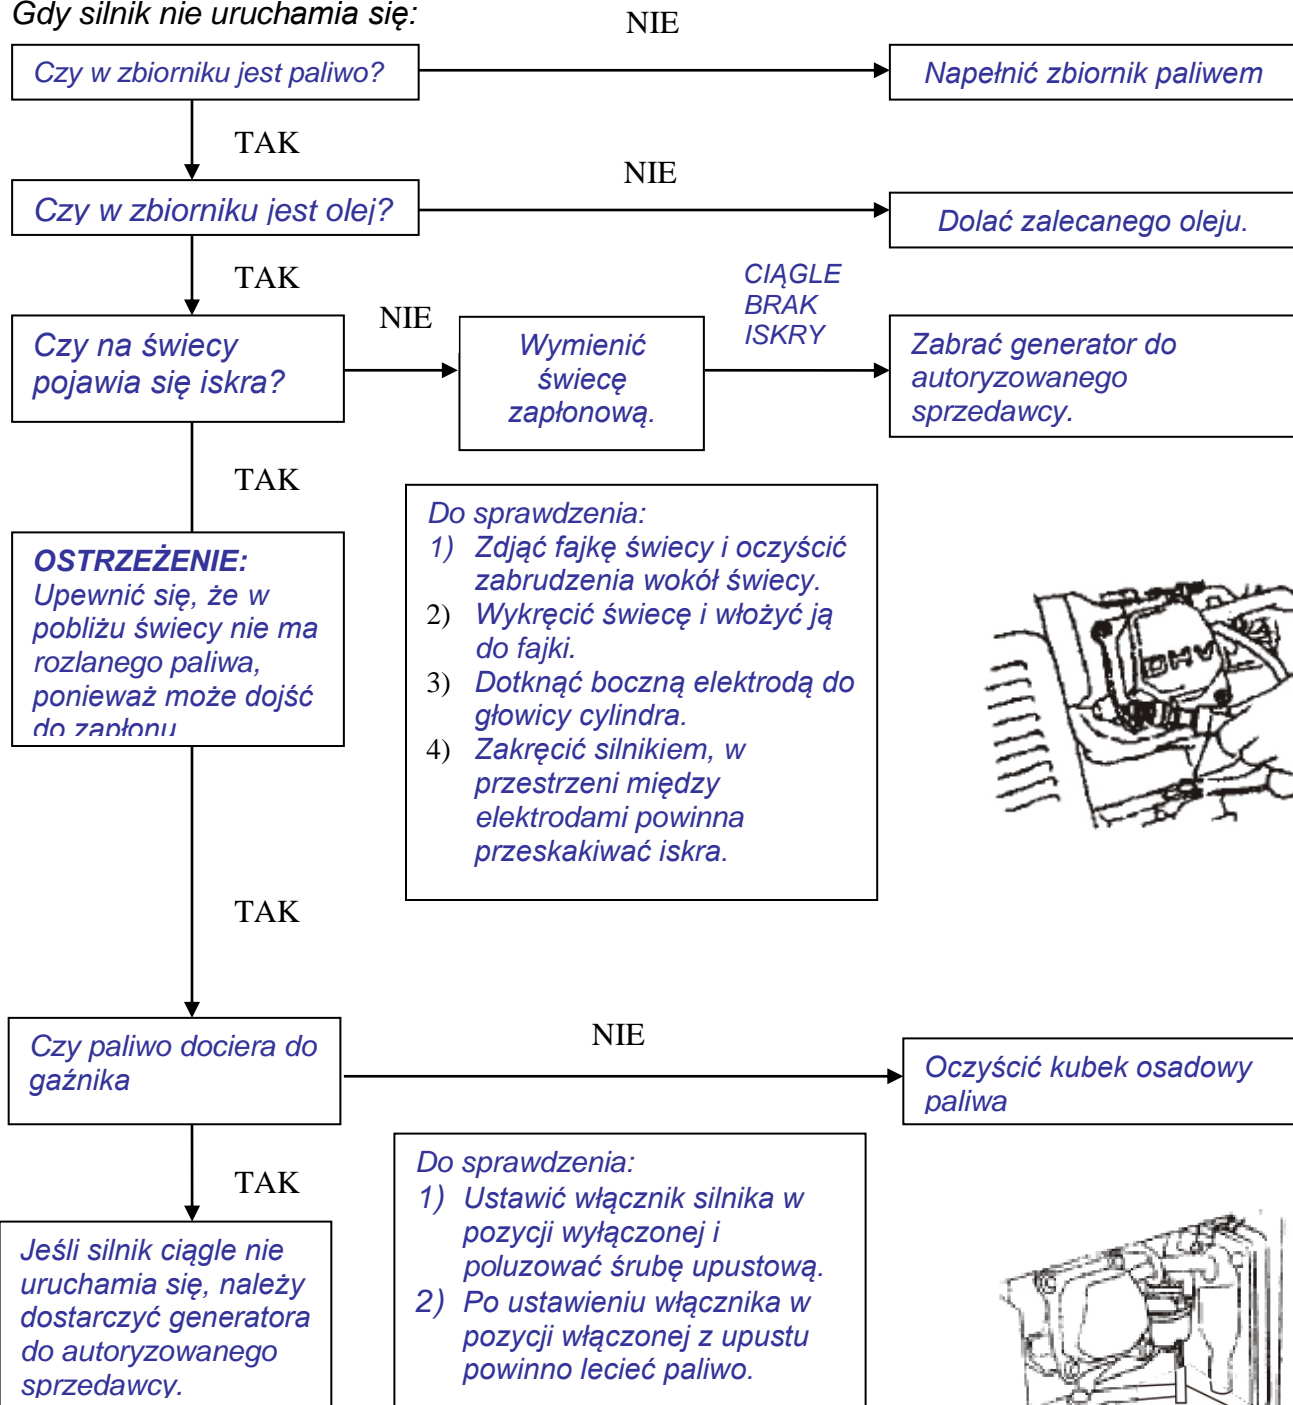 Gdy silnik nie uruchamia się:
NIE
Czy w zbiorniku jest paliwo?
Napełnić zbiornik paliwem
TAK
NIE
Czy w zbiorniku jest olej?
Dolać zalecanego oleju.
TAK
CIĄGLE
BRAK
ISKRY
NIE
Czy na świecy
pojawia się iskra?
Wymienić
świecę
zapłonową.
Zabrać generator do
autoryzowanego
sprzedawcy.
TAK
OSTRZEŻENIE:
Upewnić się, że w
pobliżu świecy nie ma
rozlanego paliwa,
ponieważ może dojść
do zapłonu
Do sprawdzenia:
1) Zdjąć fajkę świecy i oczyścić
zabrudzenia wokół świecy.
2) Wykręcić świecę i włożyć ją
do fajki.
3) Dotknąć boczną elektrodą do
głowicy cylindra.
4) Zakręcić silnikiem, w
przestrzeni między
elektrodami powinna
przeskakiwać iskra.
OHV
TAK
Czy paliwo dociera do
gaźnika
NIE
Oczyścić kubek osadowy
paliwa
TAK
Do sprawdzenia:
1) Ustawić włącznik silnika w
pozycji wyłączonej i
poluzować śrubę upustową.
2) Po ustawieniu włącznika w
pozycji włączonej z upustu
powinno lecieć paliwo.
Jeśli silnik ciągle nie
uruchamia się, należy
dostarczyć generatora
do autoryzowanego
sprzedawcy.